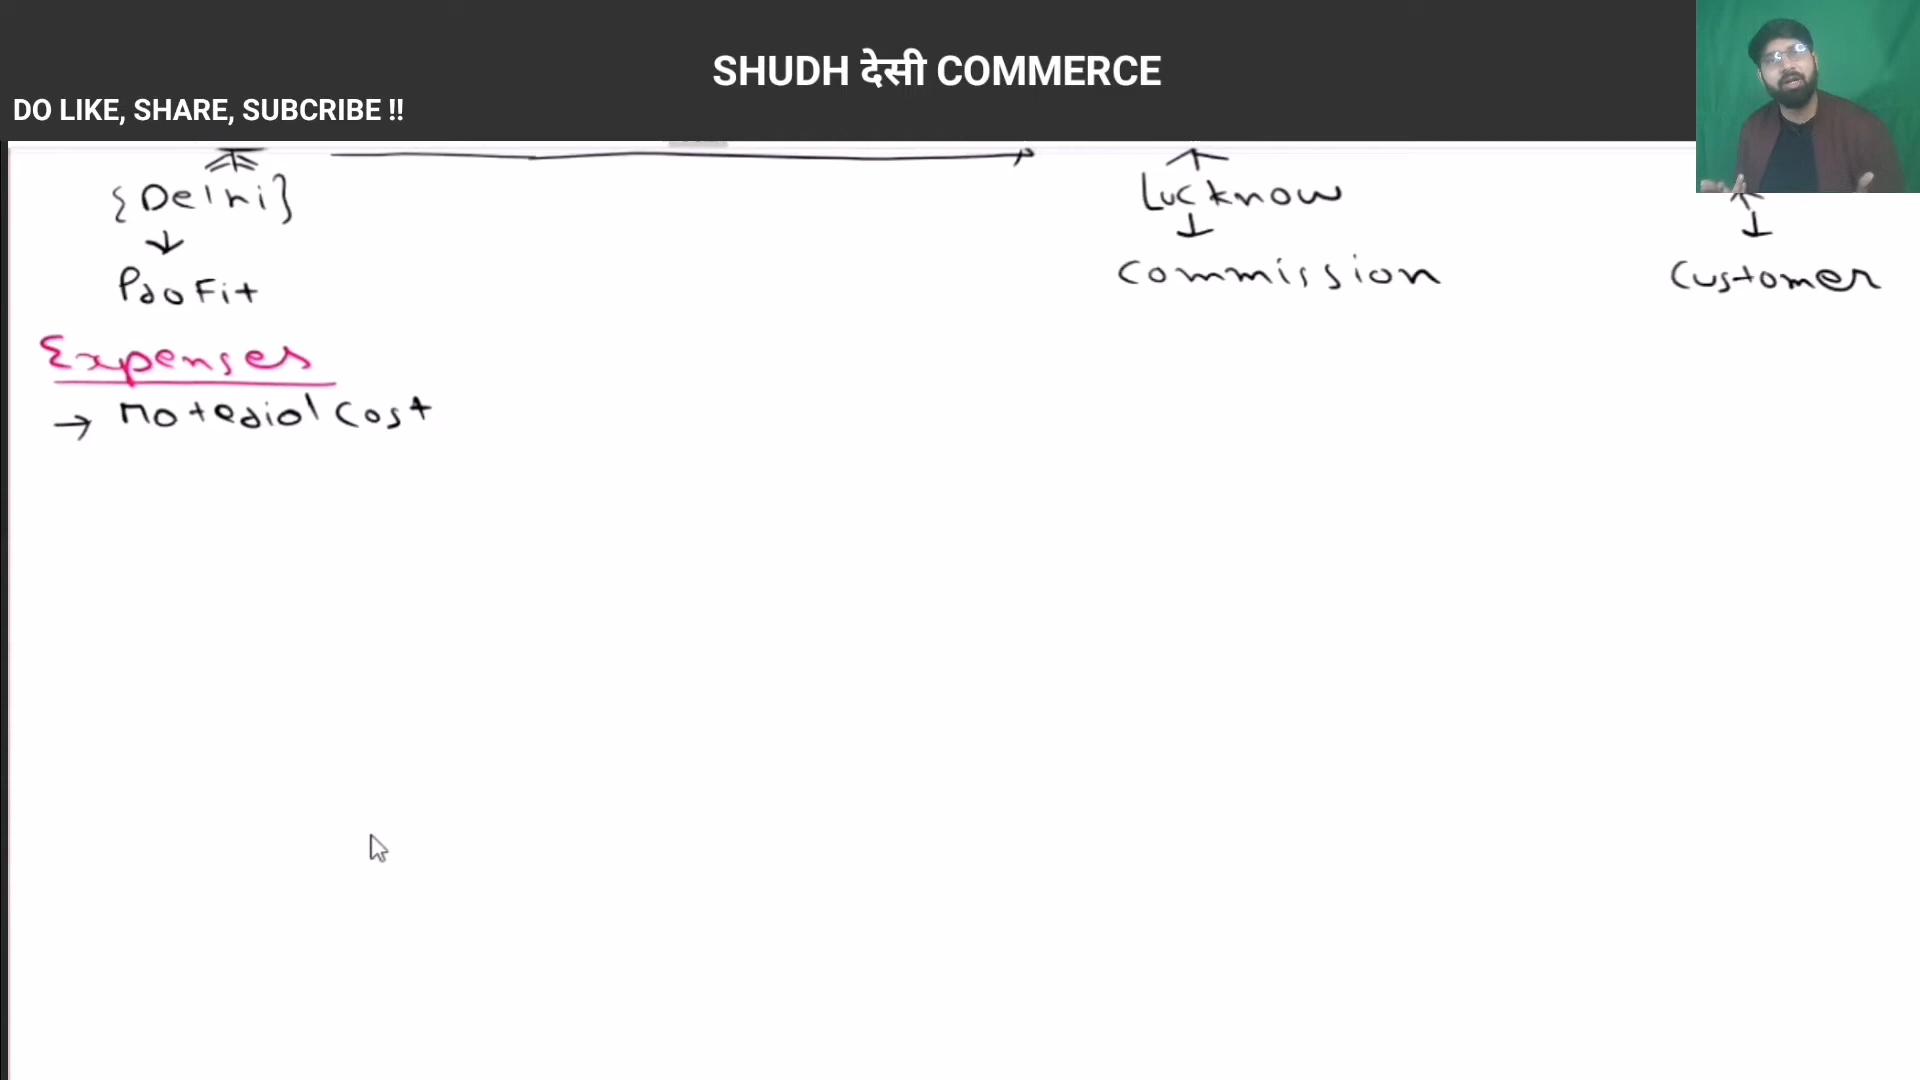 SHUDH देसी COMMERCE
DO LIKE, SHARE, SUBCRIBE !!
{Delhi} Lucknow
Profit Commission Customer
Expenses
→ Material Cost